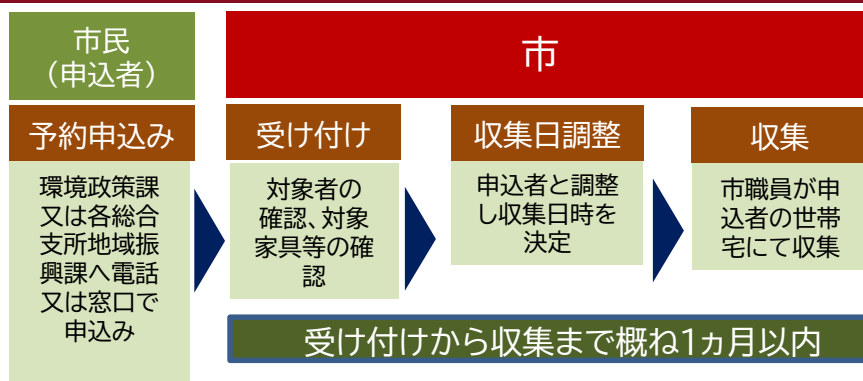 市民
（申込者）
市
予約申込み
環境政策課
又は各総合
支所地域振
興課へ電話
又は窓口で
申込み
受け付け
対象者の
確認、対象
家具等の確
認
収集日調整
申込者と調整
し収集日時を
決定
収集
市職員が申
込者の世帯
宅にて収集
受け付けから収集まで概ね1ヵ月以内